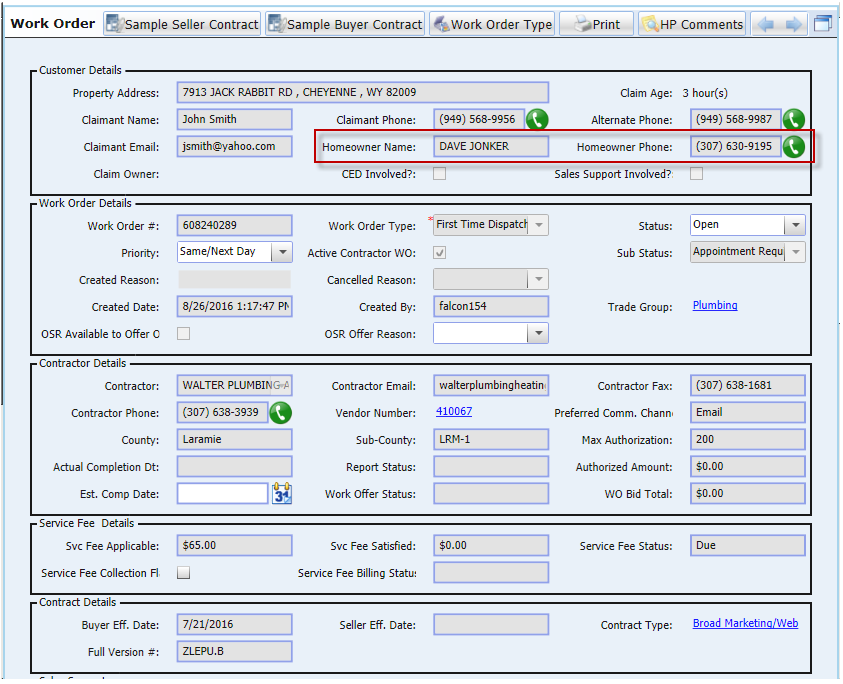 Work Order Sample Seller Contract Sample Buyer Contract Work Order Type Print HP Comments
Customer Details
Property Address: 7913 JACK RABBIT RD , CHEYENNE , WY 82009 Claim Age: 3 hour(s)
Claimant Name: John Smith Claimant Phone: (949) 568-9956 Alternate Phone: (949) 568-9987
Claimant Email: jsmith@yahoo.com Homeowner Name: DAVE JONKER Homeowner Phone: (307) 630-9195
Claim Owner: CED Involved?: Sales Support Involved?:
Work Order Details
Work Order #: 608240289 Work Order Type: * First Time Dispatch Status: Open
Priority: Same/Next Day Active Contractor WO: Sub Status: Appointment Requ
Created Reason: Cancelled Reason:
Created Date: 8/26/2016 1:17:47 PM Created By: falcon154 Trade Group: Plumbing
OSR Available to Offer O OSR Offer Reason:
Contractor Details
Contractor: WALTER PLUMBING Contractor Email: walterplumbingheatin Contractor Fax: (307) 638-1681
Contractor Phone: (307) 638-3939 Vendor Number: 410067 Preferred Comm. Chann Email
County: Laramie Sub-County: LRM-1 Max Authorization: 200
Actual Completion Dt: Report Status: Authorized Amount: $0.00
Est. Comp Date: 31 Work Offer Status: WO Bid Total: $0.00
Service Fee Details
Svc Fee Applicable: $65.00 Svc Fee Satisfied: $0.00 Service Fee Status: Due
Service Fee Collection Fl Service Fee Billing Status
Contract Details
Buyer Eff. Date: 7/21/2016 Seller Eff. Date: Contract Type: Broad Marketing/Web
Full Version #: ZLEPU.B